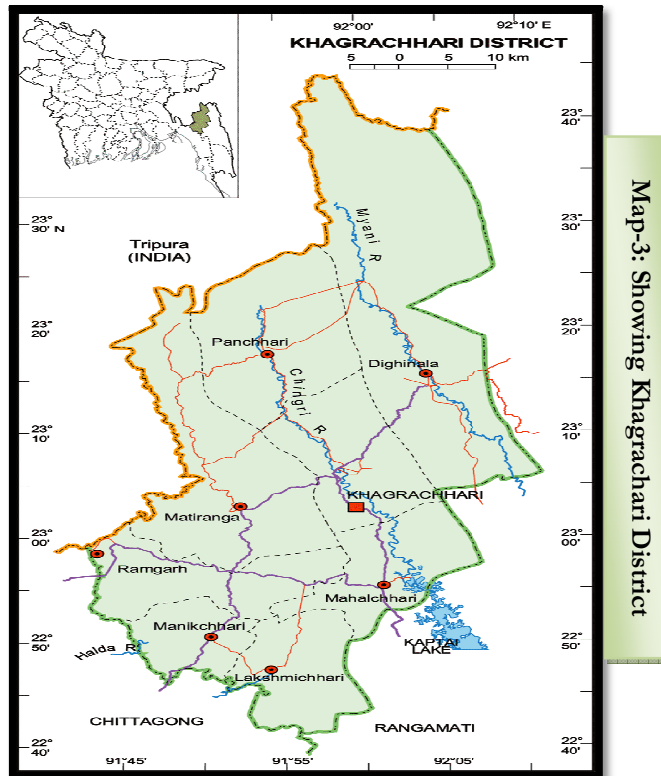 92°00'
92°10' E
KHAGRACHHARI DISTRICT
5 0 5 10 km
23°
40'
23°
40'
23°
30' N
23°
30'
Myani R
Tripura
(INDIA)
23°
20'
23°
20'
Panchhari
Dighinala
Chingri R
23°
10'
23°
10'
KHAGRACHHARI
Matiranga
23°
00'
23°
00'
Ramgarh
Mahalchhari
Manikchhari
22°
50'
22°
50'
KAPTAI
LAKE
Halda R
Lakshmichhari
CHITTAGONG
RANGAMATI
22°
40'
22°
40'
91°45'
91°55'
92°05'
Map-3: Showing Khagrachari District